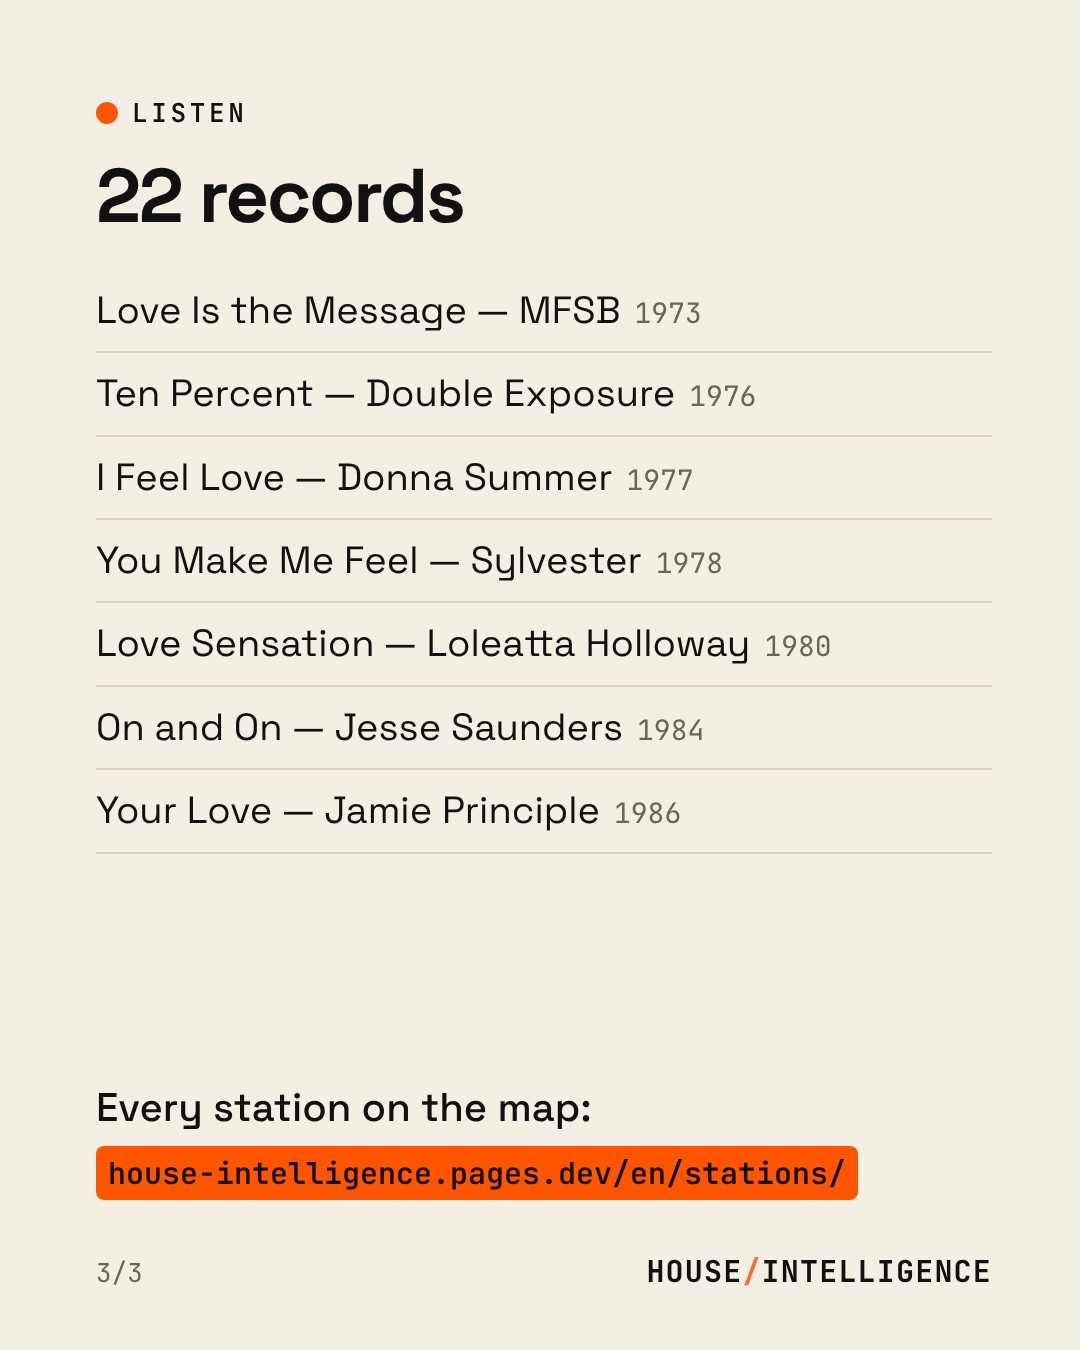 LISTEN
22 records
Love Is the Message — MFSB 1973
Ten Percent — Double Exposure 1976
I Feel Love — Donna Summer 1977
You Make Me Feel — Sylvester 1978
Love Sensation — Loleatta Holloway 1980
On and On — Jesse Saunders 1984
Your Love — Jamie Principle 1986
Every station on the map:
house-intelligence.pages.dev/en/stations/
3/3
HOUSE/INTELLIGENCE